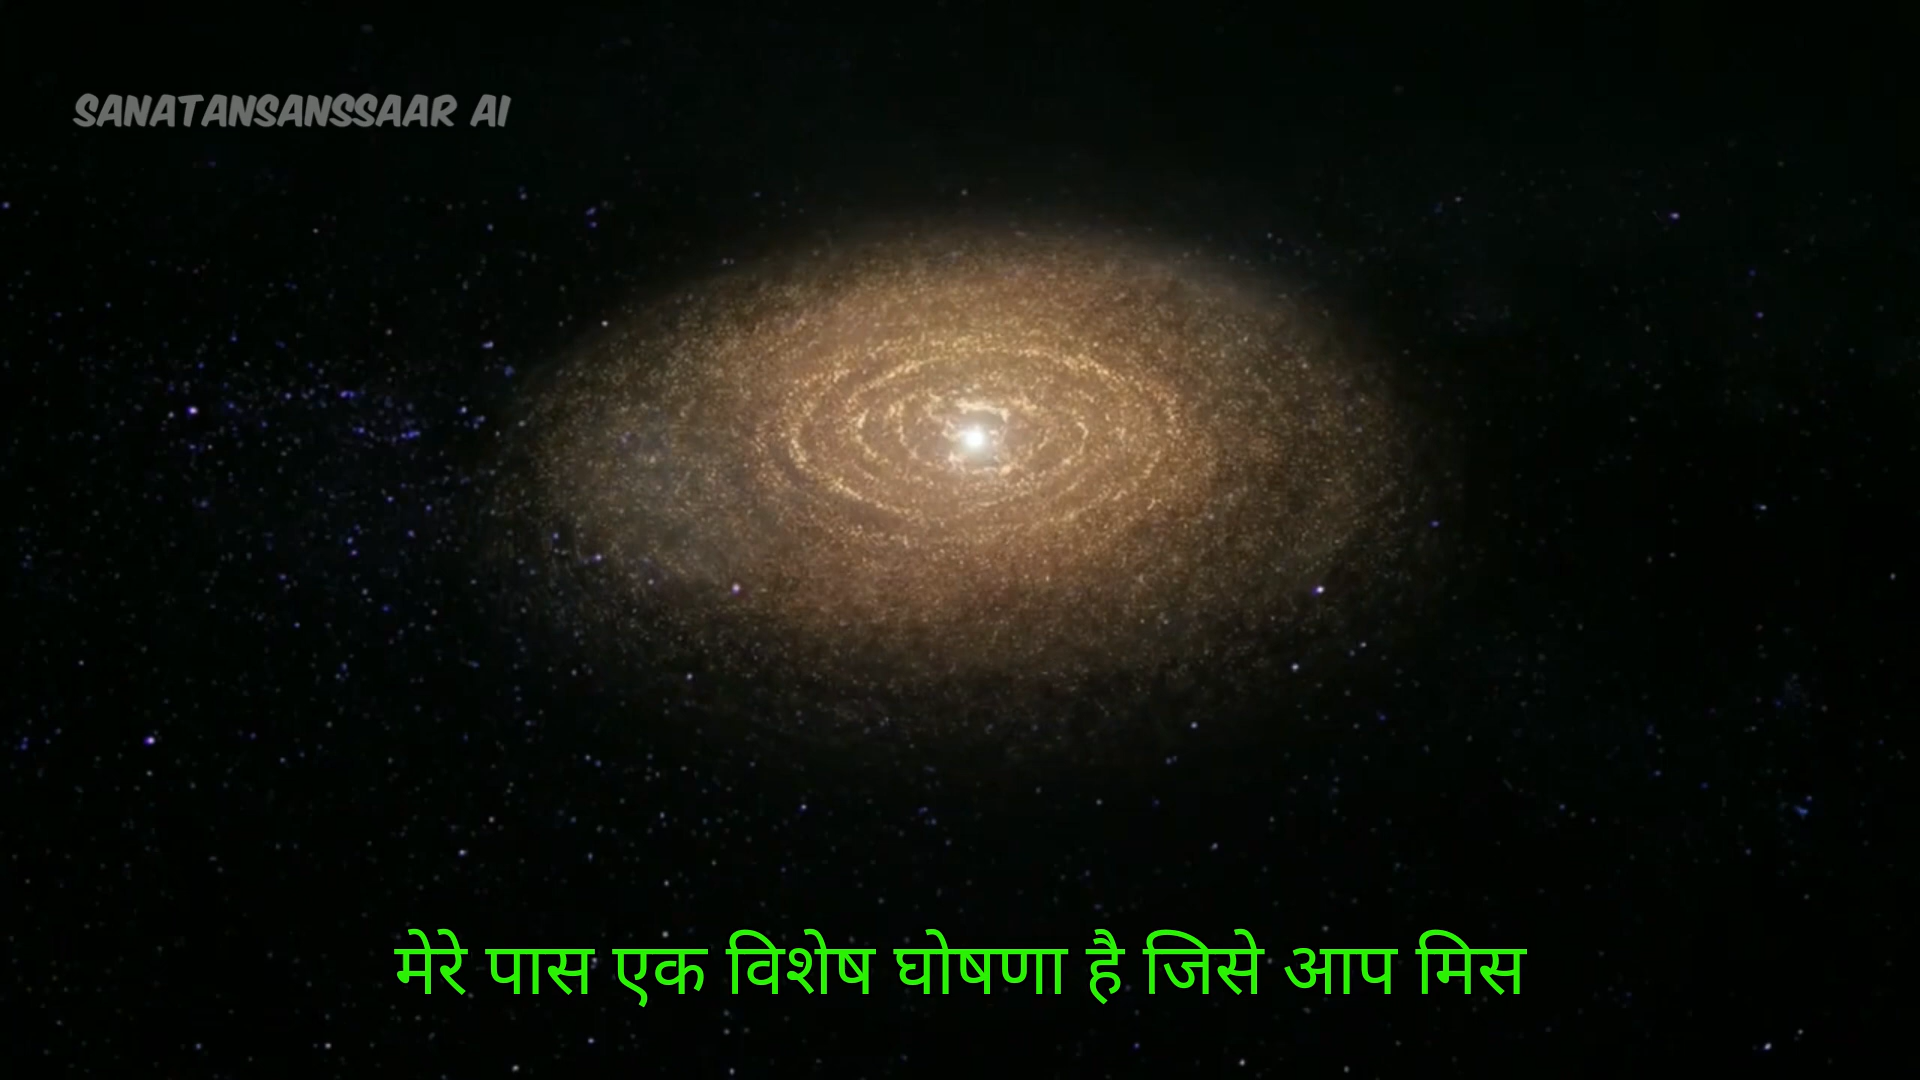 SANATANSANSSAAR AI
मेरे पास एक विशेष घोषणा है जिसे आप मिस